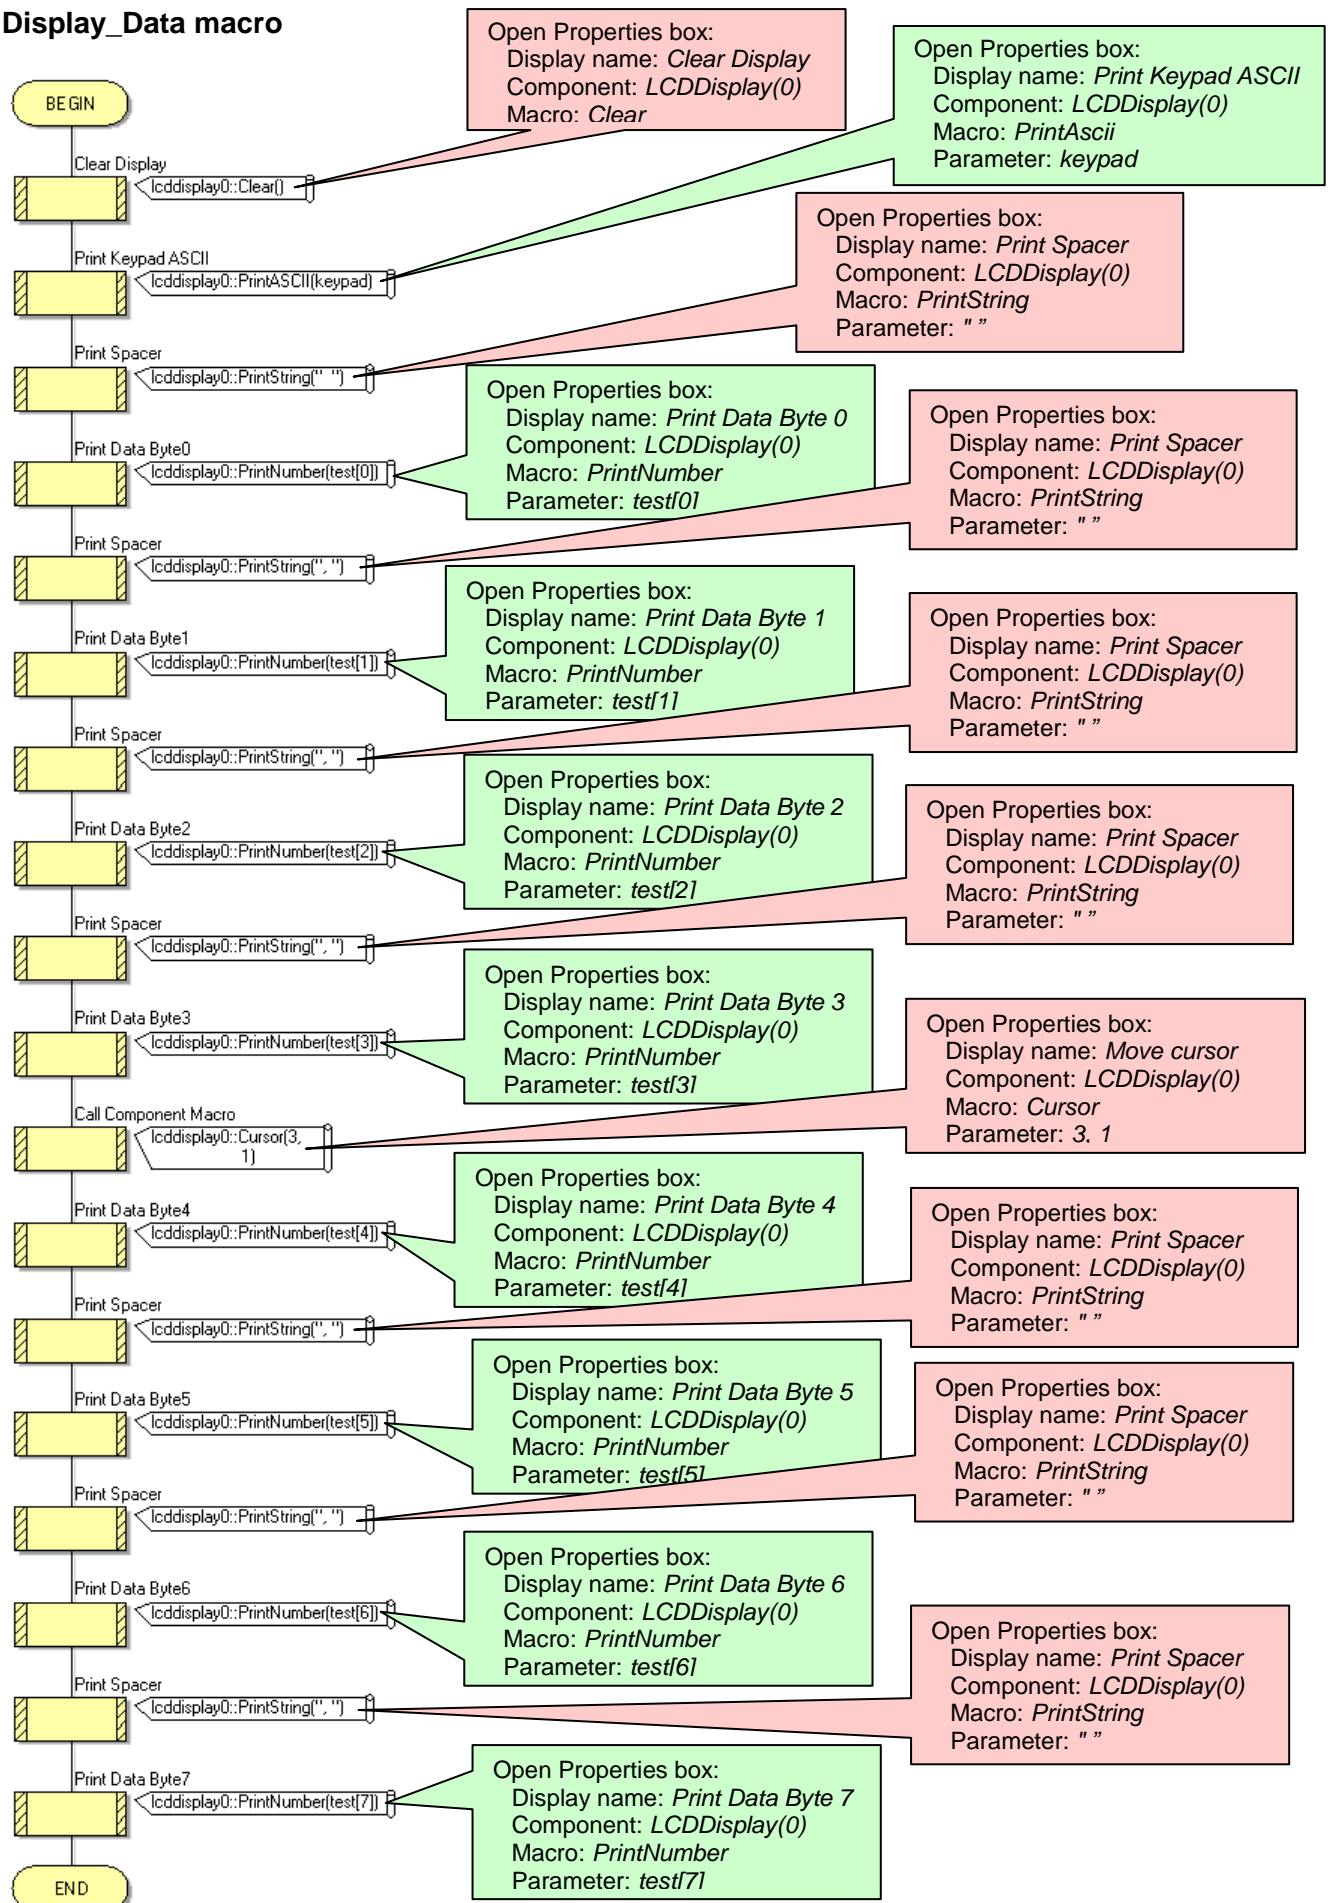 Display_Data macro
BEGIN
Open Properties box:
Display name: Clear Display
Component: LCDDisplay(0)
Macro: Clear
Open Properties box:
Display name: Print Keypad ASCII
Component: LCDDisplay(0)
Macro: PrintAscii
Parameter: keypad
Clear Display
lcddisplay0::Clear()
Print Keypad ASCII
lcddisplay0::PrintASCII(keypad)
Open Properties box:
Display name: Print Spacer
Component: LCDDisplay(0)
Macro: PrintString
Parameter: " ”
Print Spacer
lcddisplay0::PrintString(" ")
Open Properties box:
Display name: Print Data Byte 0
Component: LCDDisplay(0)
Macro: PrintNumber
Parameter: test[0]
Print Data Byte0
lcddisplay0::PrintNumber(test[0])
Open Properties box:
Display name: Print Spacer
Component: LCDDisplay(0)
Macro: PrintString
Parameter: " ”
Print Spacer
lcddisplay0::PrintString(", ")
Open Properties box:
Display name: Print Data Byte 1
Component: LCDDisplay(0)
Macro: PrintNumber
Parameter: test[1]
Print Data Byte1
lcddisplay0::PrintNumber(test[1])
Open Properties box:
Display name: Print Spacer
Component: LCDDisplay(0)
Macro: PrintString
Parameter: " ”
Print Spacer
lcddisplay0::PrintString(", ")
Open Properties box:
Display name: Print Data Byte 2
Component: LCDDisplay(0)
Macro: PrintNumber
Parameter: test[2]
Print Data Byte2
lcddisplay0::PrintNumber(test[2])
Open Properties box:
Display name: Print Spacer
Component: LCDDisplay(0)
Macro: PrintString
Parameter: " ”
Print Spacer
lcddisplay0::PrintString(", ")
Open Properties box:
Display name: Print Data Byte 3
Component: LCDDisplay(0)
Macro: PrintNumber
Parameter: test[3]
Print Data Byte3
lcddisplay0::PrintNumber(test[3])
Open Properties box:
Display name: Move cursor
Component: LCDDisplay(0)
Macro: Cursor
Parameter: 3, 1
Call Component Macro
lcddisplay0::Cursor(3,
1)
Open Properties box:
Display name: Print Data Byte 4
Component: LCDDisplay(0)
Macro: PrintNumber
Parameter: test[4]
Print Data Byte4
lcddisplay0::PrintNumber(test[4])
Open Properties box:
Display name: Print Spacer
Component: LCDDisplay(0)
Macro: PrintString
Parameter: " ”
Print Spacer
lcddisplay0::PrintString(", ")
Open Properties box:
Display name: Print Data Byte 5
Component: LCDDisplay(0)
Macro: PrintNumber
Parameter: test[5]
Print Data Byte5
lcddisplay0::PrintNumber(test[5])
Open Properties box:
Display name: Print Spacer
Component: LCDDisplay(0)
Macro: PrintString
Parameter: " ”
Print Spacer
lcddisplay0::PrintString(", ")
Open Properties box:
Display name: Print Data Byte 6
Component: LCDDisplay(0)
Macro: PrintNumber
Parameter: test[6]
Print Data Byte6
lcddisplay0::PrintNumber(test[6])
Open Properties box:
Display name: Print Spacer
Component: LCDDisplay(0)
Macro: PrintString
Parameter: " ”
Print Spacer
lcddisplay0::PrintString(", ")
Open Properties box:
Display name: Print Data Byte 7
Component: LCDDisplay(0)
Macro: PrintNumber
Parameter: test[7]
Print Data Byte7
lcddisplay0::PrintNumber(test[7])
END